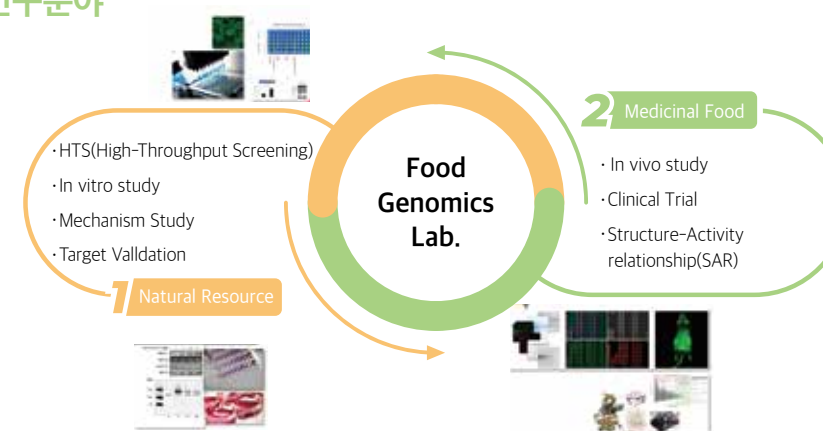 연구분야
·HTS(High-Throughput Screening)
·In vitro study
·Mechanism Study
·Target Valldation
1 Natural Resource
Food
Genomics
Lab.
2 Medicinal Food
· In vivo study
·Clinical Trial
·Structure-Activity
relationship(SAR)